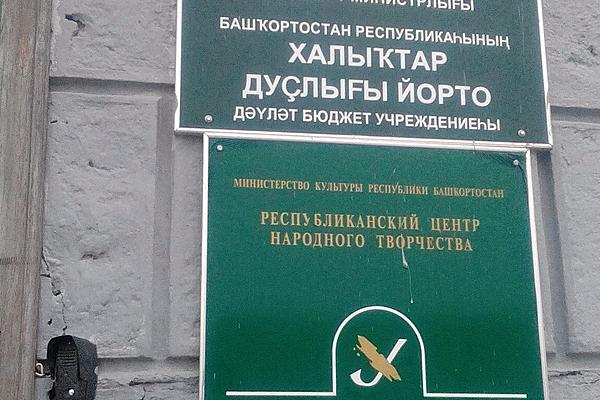 МИНИСТРЛЫҒЫ
БАШҠОРТОСТАН РЕСПУБЛИКАҺЫНЫҢ
ХАЛЫҠТАР
ДУҪЛЫҒЫ ЙОРТО
ДӘҮЛӘТ БЮДЖЕТ УЧРЕЖДЕНИЕҺЫ
МИНИСТЕРСТВО КУЛЬТУРЫ РЕСПУБЛИКИ БАШКОРТОСТАН
РЕСПУБЛИКАНСКИЙ ЦЕНТР
НАРОДНОГО ТВОРЧЕСТВА